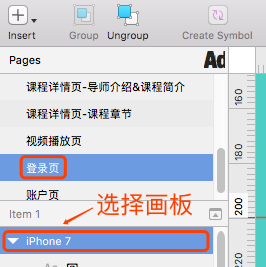 Insert
Group
Ungroup
Create Symbol
Pages
课程详情页-导师介绍&课程简介
课程详情页-课程章节
视频播放页
登录页
账户页
Item 1
选择画板
iPhone 7
160
180
200
220